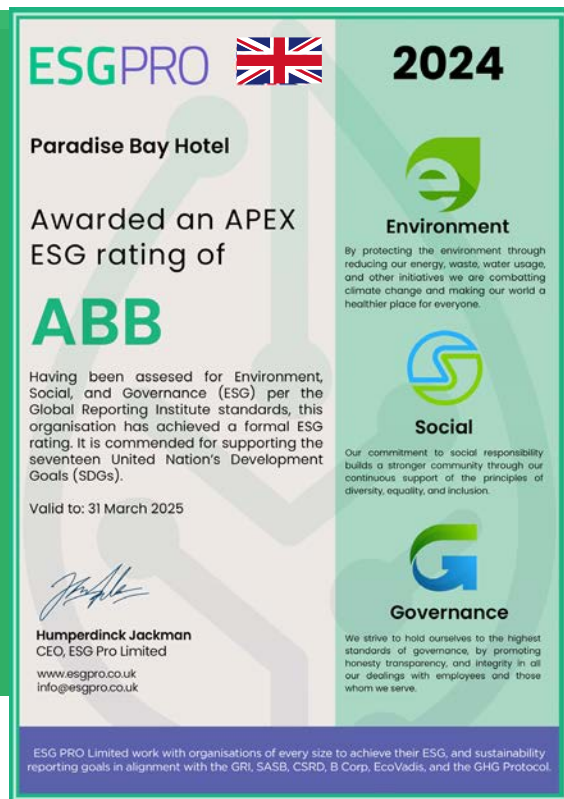 ESGPRO
2024
Paradise Bay Hotel
Awarded an APEX
ESG rating of
ABB
Having been assesed for Environment,
Social, and Governance (ESG) per the
Global Reporting Institute standards, this
organisation has achieved a formal ESG
rating. It is commended for supporting the
seventeen United Nation's Development
Goals (SDGs).
Valid to: 31 March 2025
Humperdinck Jackman
CEO, ESG Pro Limited
www.esgpro.co.uk
info@esgpro.co.uk
e
Environment
By protecting the environment through
reducing our energy, waste, water usage,
and other initiatives we are combatting
climate change and making our world a
healthier place for everyone.
S
Social
Our commitment to social responsibility
builds a stronger community through our
continuous support of the principles of
diversity, equality, and inclusion.
G
Governance
We strive to hold ourselves to the highest
standards of governance, by promoting
honesty transparency, and integrity in all
our dealings with employees and those
whom we serve.
ESG PRO Limited work with organisations of every size to achieve their ESG, and sustainability
reporting goals in alignment with the GRI, SASB, CSRD, B Corp, EcoVadis, and the GHG Protocol.